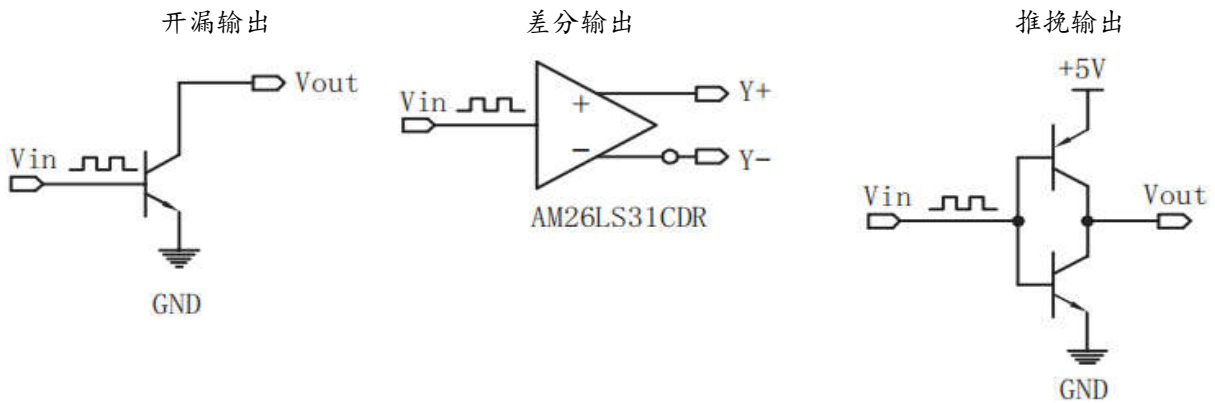 开漏输出
Vout
Vin
GND
差分输出
Vin
+
−
Y+
Y−
AM26LS31CDR
推挽输出
+5V
Vin
Vout
GND